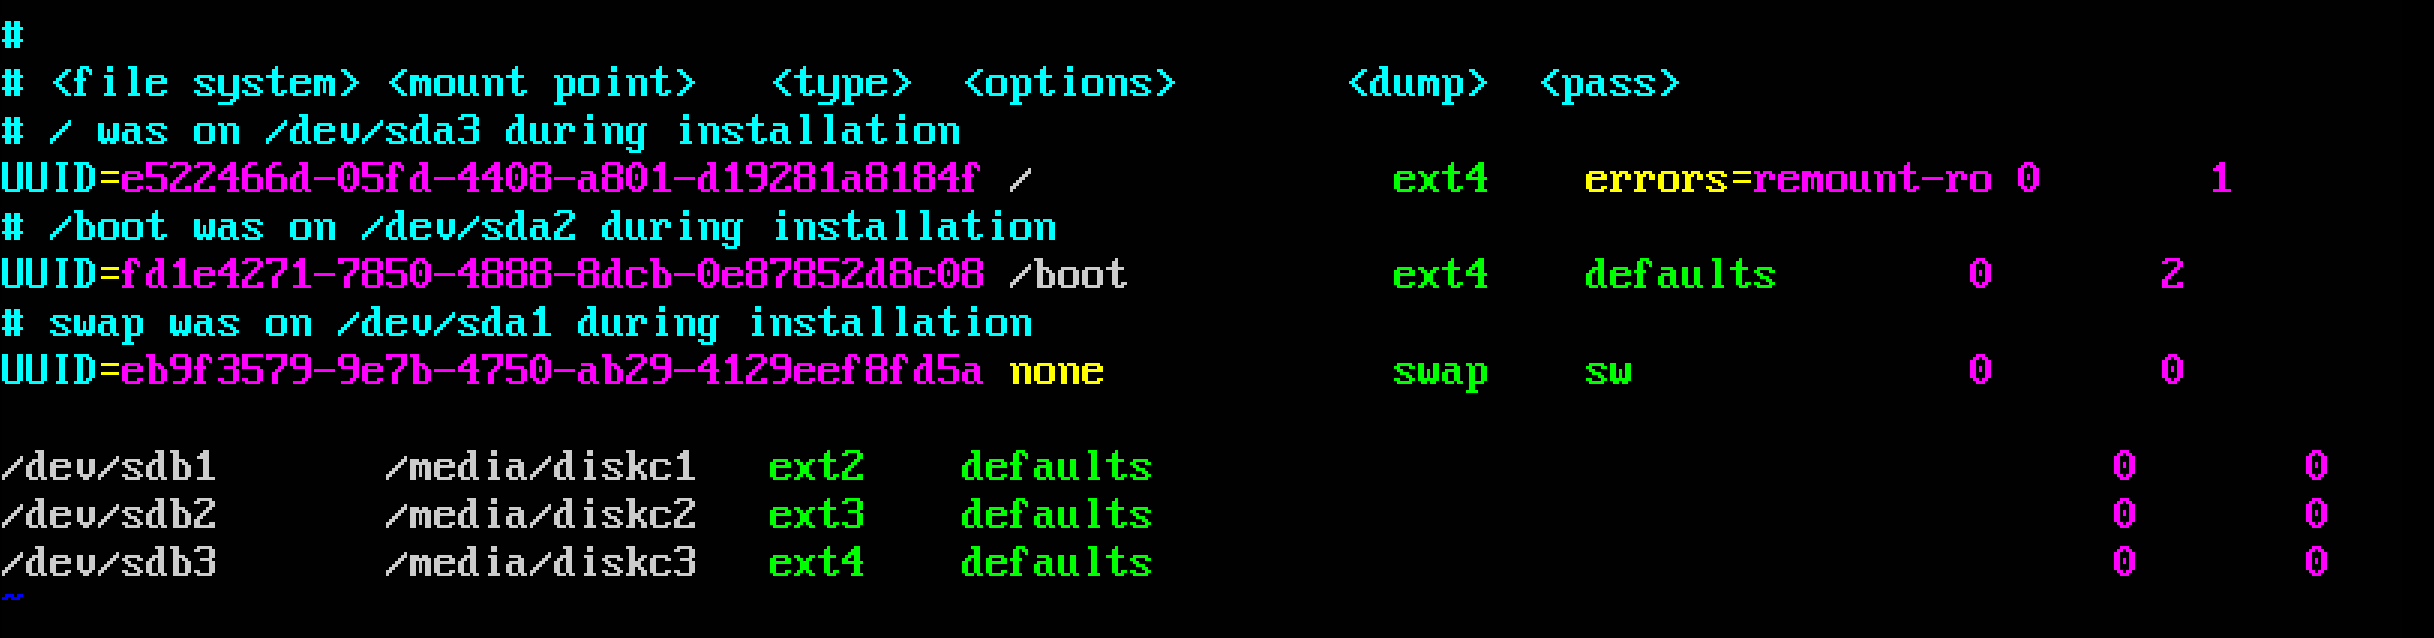 #
# <file system> <mount point>   <type>  <options>       <dump>  <pass>
# / was on /dev/sda3 during installation
UUID=e522466d-05fd-4408-a801-d19281a8184f /               ext4    errors=remount-ro 0       1
# /boot was on /dev/sda2 during installation
UUID=fd1e4271-7850-4888-8dcb-0e87852d8c08 /boot           ext4    defaults        0       2
# swap was on /dev/sda1 during installation
UUID=eb9f3579-9e7b-4750-ab29-4129eef8fd5a none            swap    sw              0       0
/dev/sdb1       /media/diskc1   ext2    defaults                                        0       0
/dev/sdb2       /media/diskc2   ext3    defaults                                        0       0
/dev/sdb3       /media/diskc3   ext4    defaults                                        0       0
~